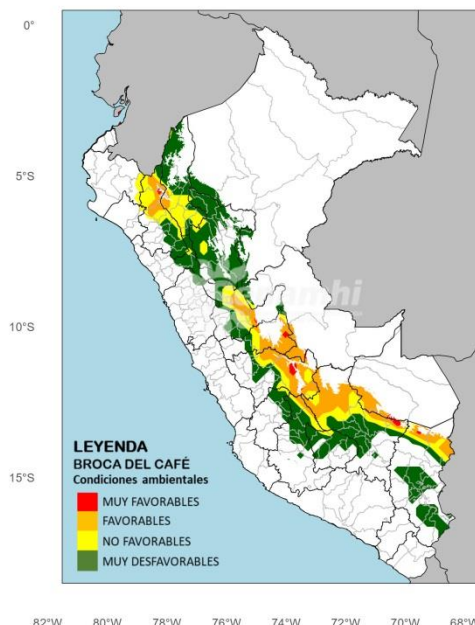 0°
5°S
10°S
15°S
senamhi
LEYENDA
BROCA DEL CAFÉ
Condiciones ambientales
MUY FAVORABLES
FAVORABLES
NO FAVORABLES
MUY DESFAVORABLES
82°W 80°W 78°W 76°W 74°W 72°W 70°W 68°W